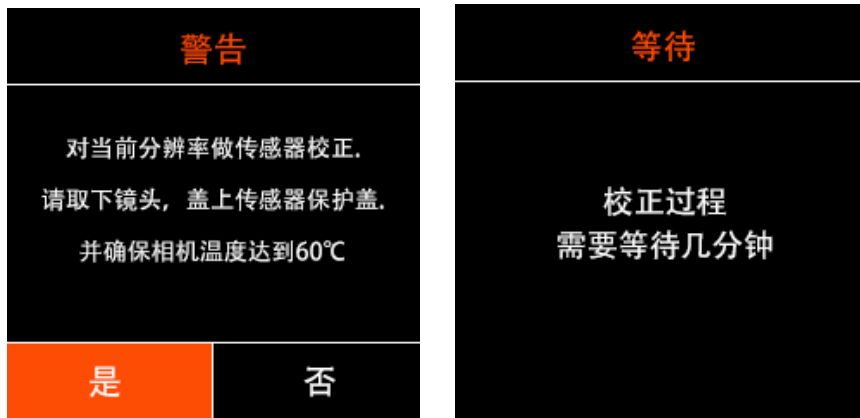 警告
对当前分辨率做传感器校正.
请取下镜头，盖上传感器保护盖.
并确保相机温度达到60℃
是
否
等待
校正过程
需要等待几分钟